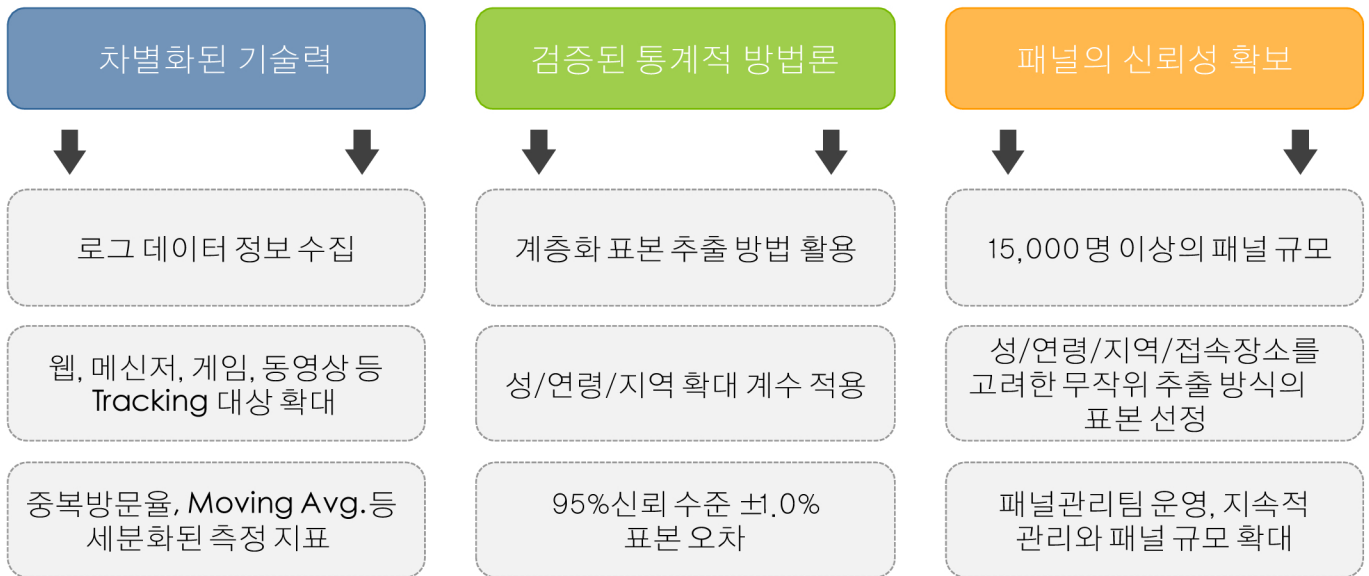 차별화된 기술력
검증된 통계적 방법론
패널의 신뢰성 확보
로그 데이터 정보 수집
계층화 표본 추출 방법 활용
15,000명 이상의 패널 규모
웹, 메신저, 게임, 동영상 등
Tracking 대상 확대
성/연령/지역 확대 계수 적용
성/연령/지역/접속장소를
고려한 무작위 추출 방식의
표본 선정
중복방문율, Moving Avg.등
세분화된 측정 지표
95%신뢰 수준 ±1.0%
표본 오차
패널관리팀 운영, 지속적
관리와 패널 규모 확대